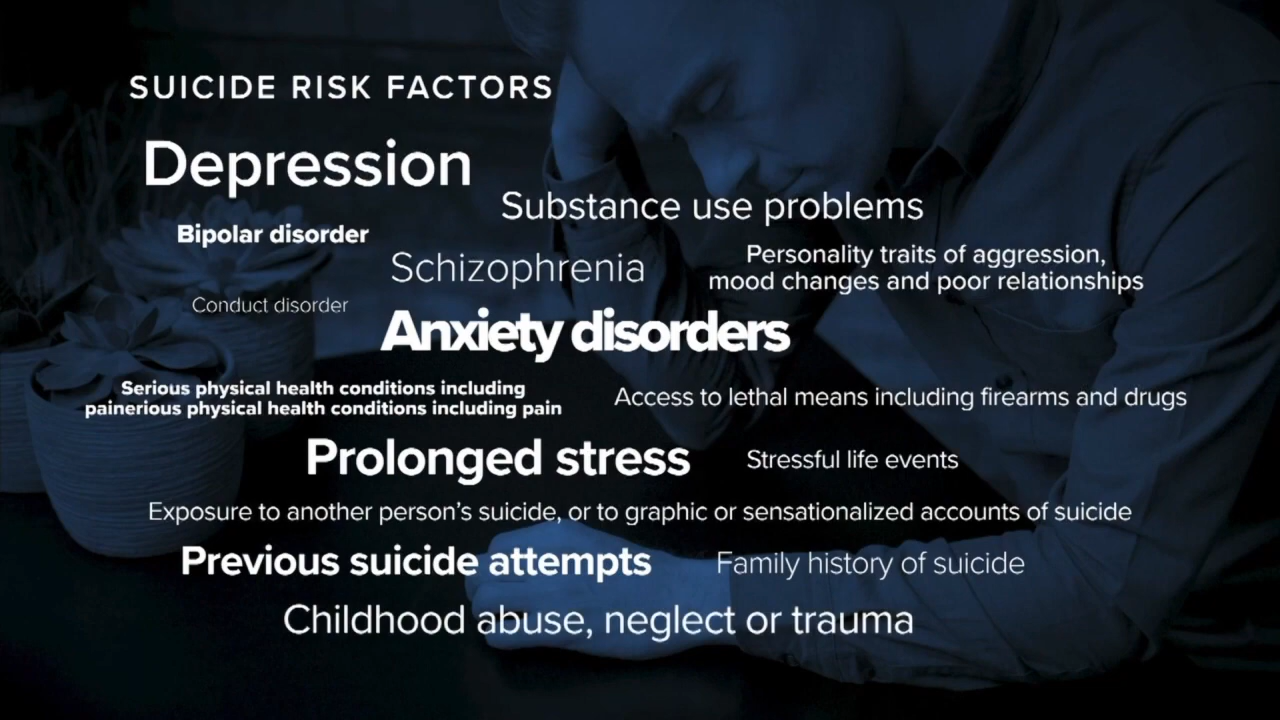 SUICIDE RISK FACTORS
Depression
Substance use problems
Bipolar disorder
Schizophrenia
Personality traits of aggression,
mood changes and poor relationships
Conduct disorder
Anxiety disorders
Serious physical health conditions including
painerious physical health conditions including pain
Access to lethal means including firearms and drugs
Prolonged stress
Stressful life events
Exposure to another person's suicide, or to graphic or sensationalized accounts of suicide
Previous suicide attempts
Family history of suicide
Childhood abuse, neglect or trauma